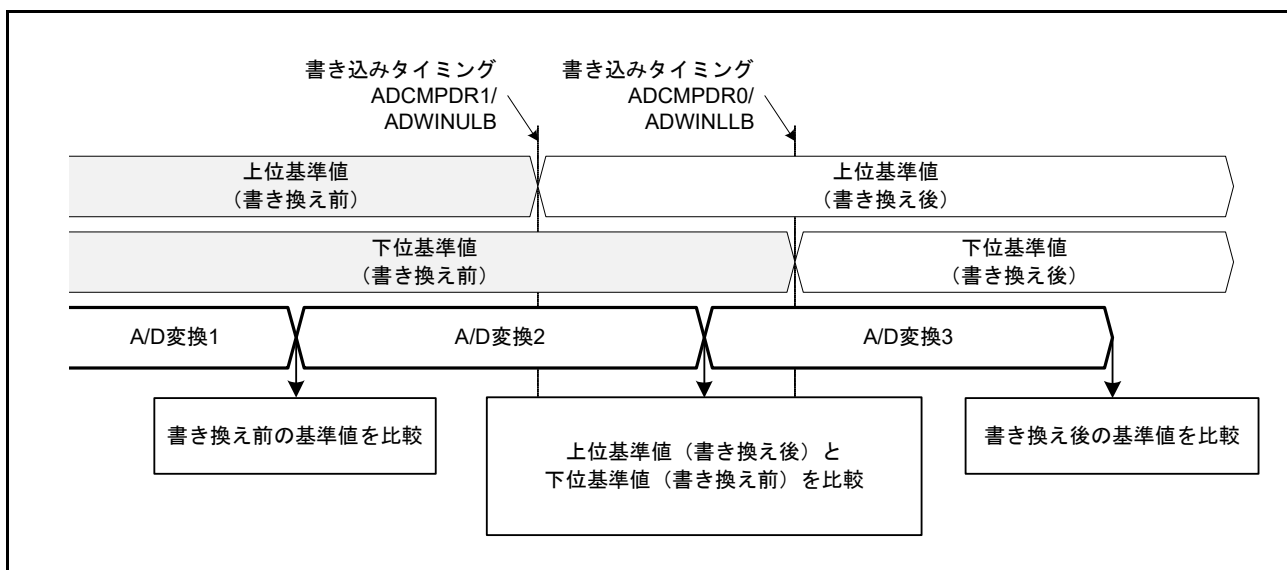 書き込みタイミング
ADCMPDR1/
ADWINULB
書き込みタイミング
ADCMPDR0/
ADWINLLB
上位基準値
（書き換え前）
上位基準値
（書き換え後）
下位基準値
（書き換え前）
下位基準値
（書き換え後）
A/D変換1
A/D変換2
A/D変換3
書き換え前の基準値を比較
上位基準値（書き換え後）と
下位基準値（書き換え前）を比較
書き換え後の基準値を比較